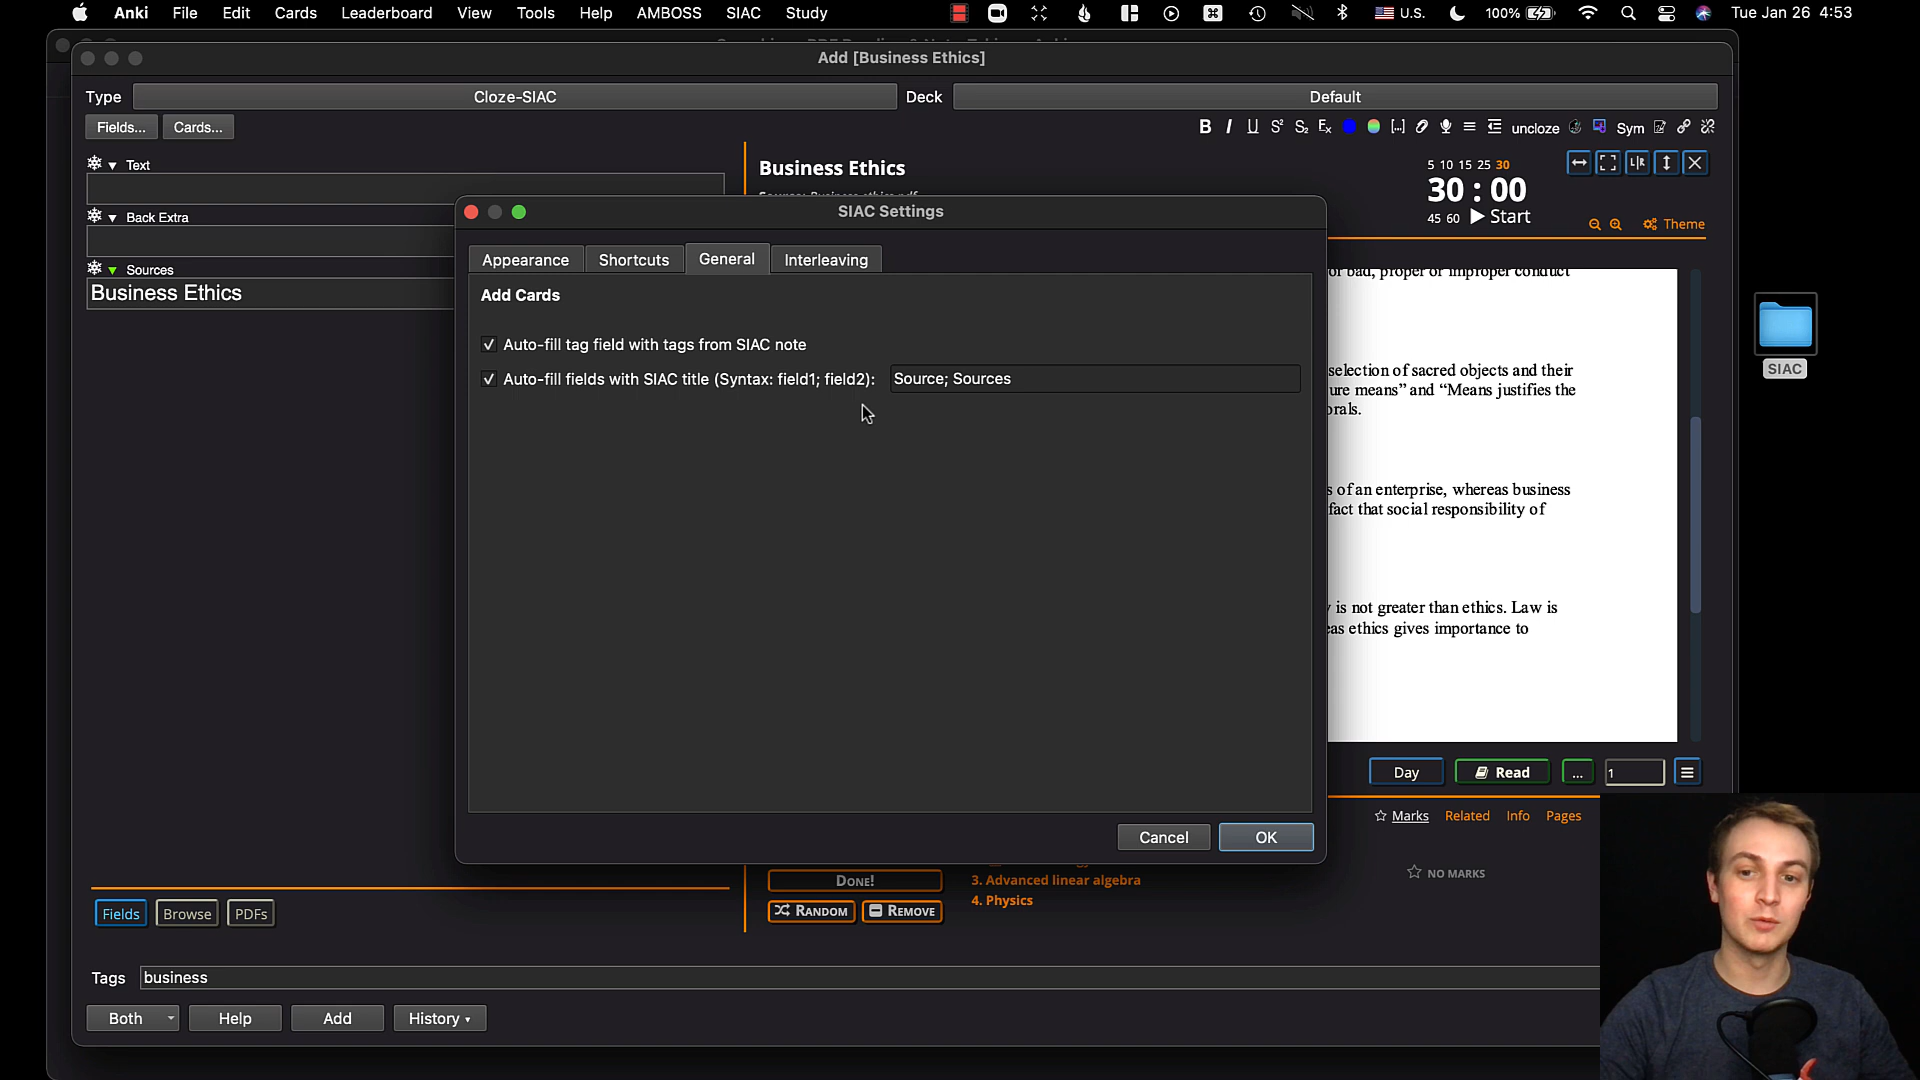 Anki File Edit Cards Leaderboard View Tools Help AMBOSS SIAC Study U.S. 100% Tue Jan 26 4:53
Add [Business Ethics]
Type Cloze-SIAC Deck Default
Fields... Cards... B I U S² S₂ Ex [...] uncloze Sym
Text
Back Extra
Sources
Business Ethics
Business Ethics
5 10 15 25 30
30 : 00
45 60 Start
L|R
Theme
SIAC Settings
Appearance Shortcuts General Interleaving
Add Cards
Auto-fill tag field with tags from SIAC note
Auto-fill fields with SIAC title (Syntax: field1; field2): Source; Sources
Cancel OK
or bad, proper or improper conduct
selection of sacred objects and their
ure means” and “Means justifies the
orals.
s of an enterprise, whereas business
fact that social responsibility of
is not greater than ethics. Law is
eas ethics gives importance to
SIAC
Day Read ... 1
Marks Related Info Pages
NO MARKS
DONE!
RANDOM REMOVE
3. Advanced linear algebra
4. Physics
Fields Browse PDFs
Tags business
Both Help Add History